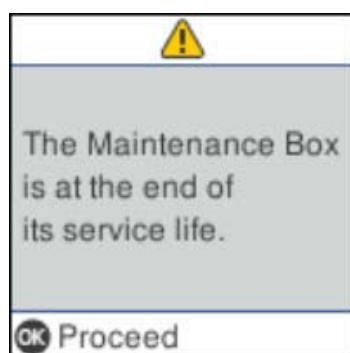 The Maintenance Box
is at the end of
its service life.
OK Proceed